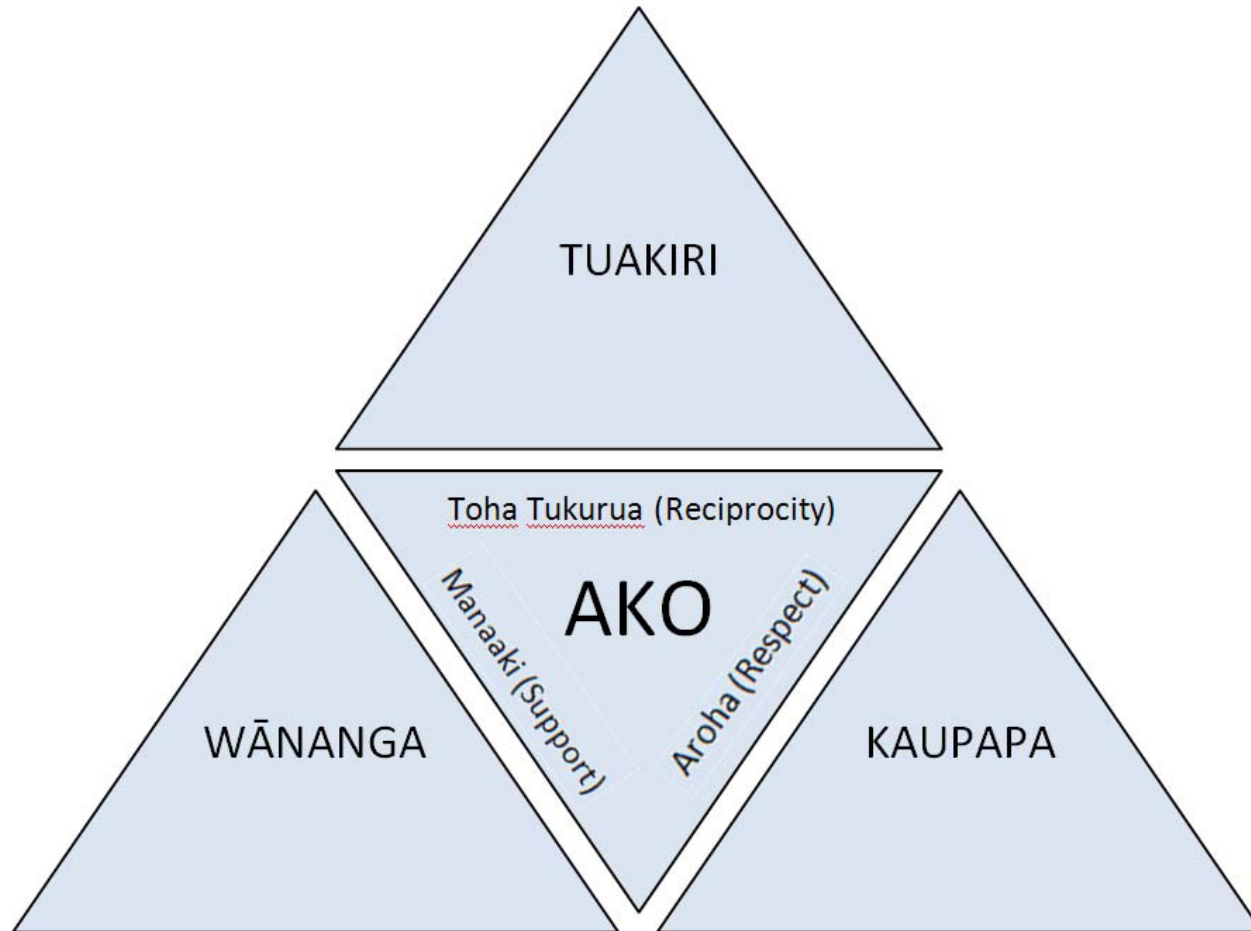 TUAKIRI
Toha Tukurua (Reciprocity)
AKO
Manaaki (Support)
Aroha (Respect)
WĀNANGA
KAUPAPA